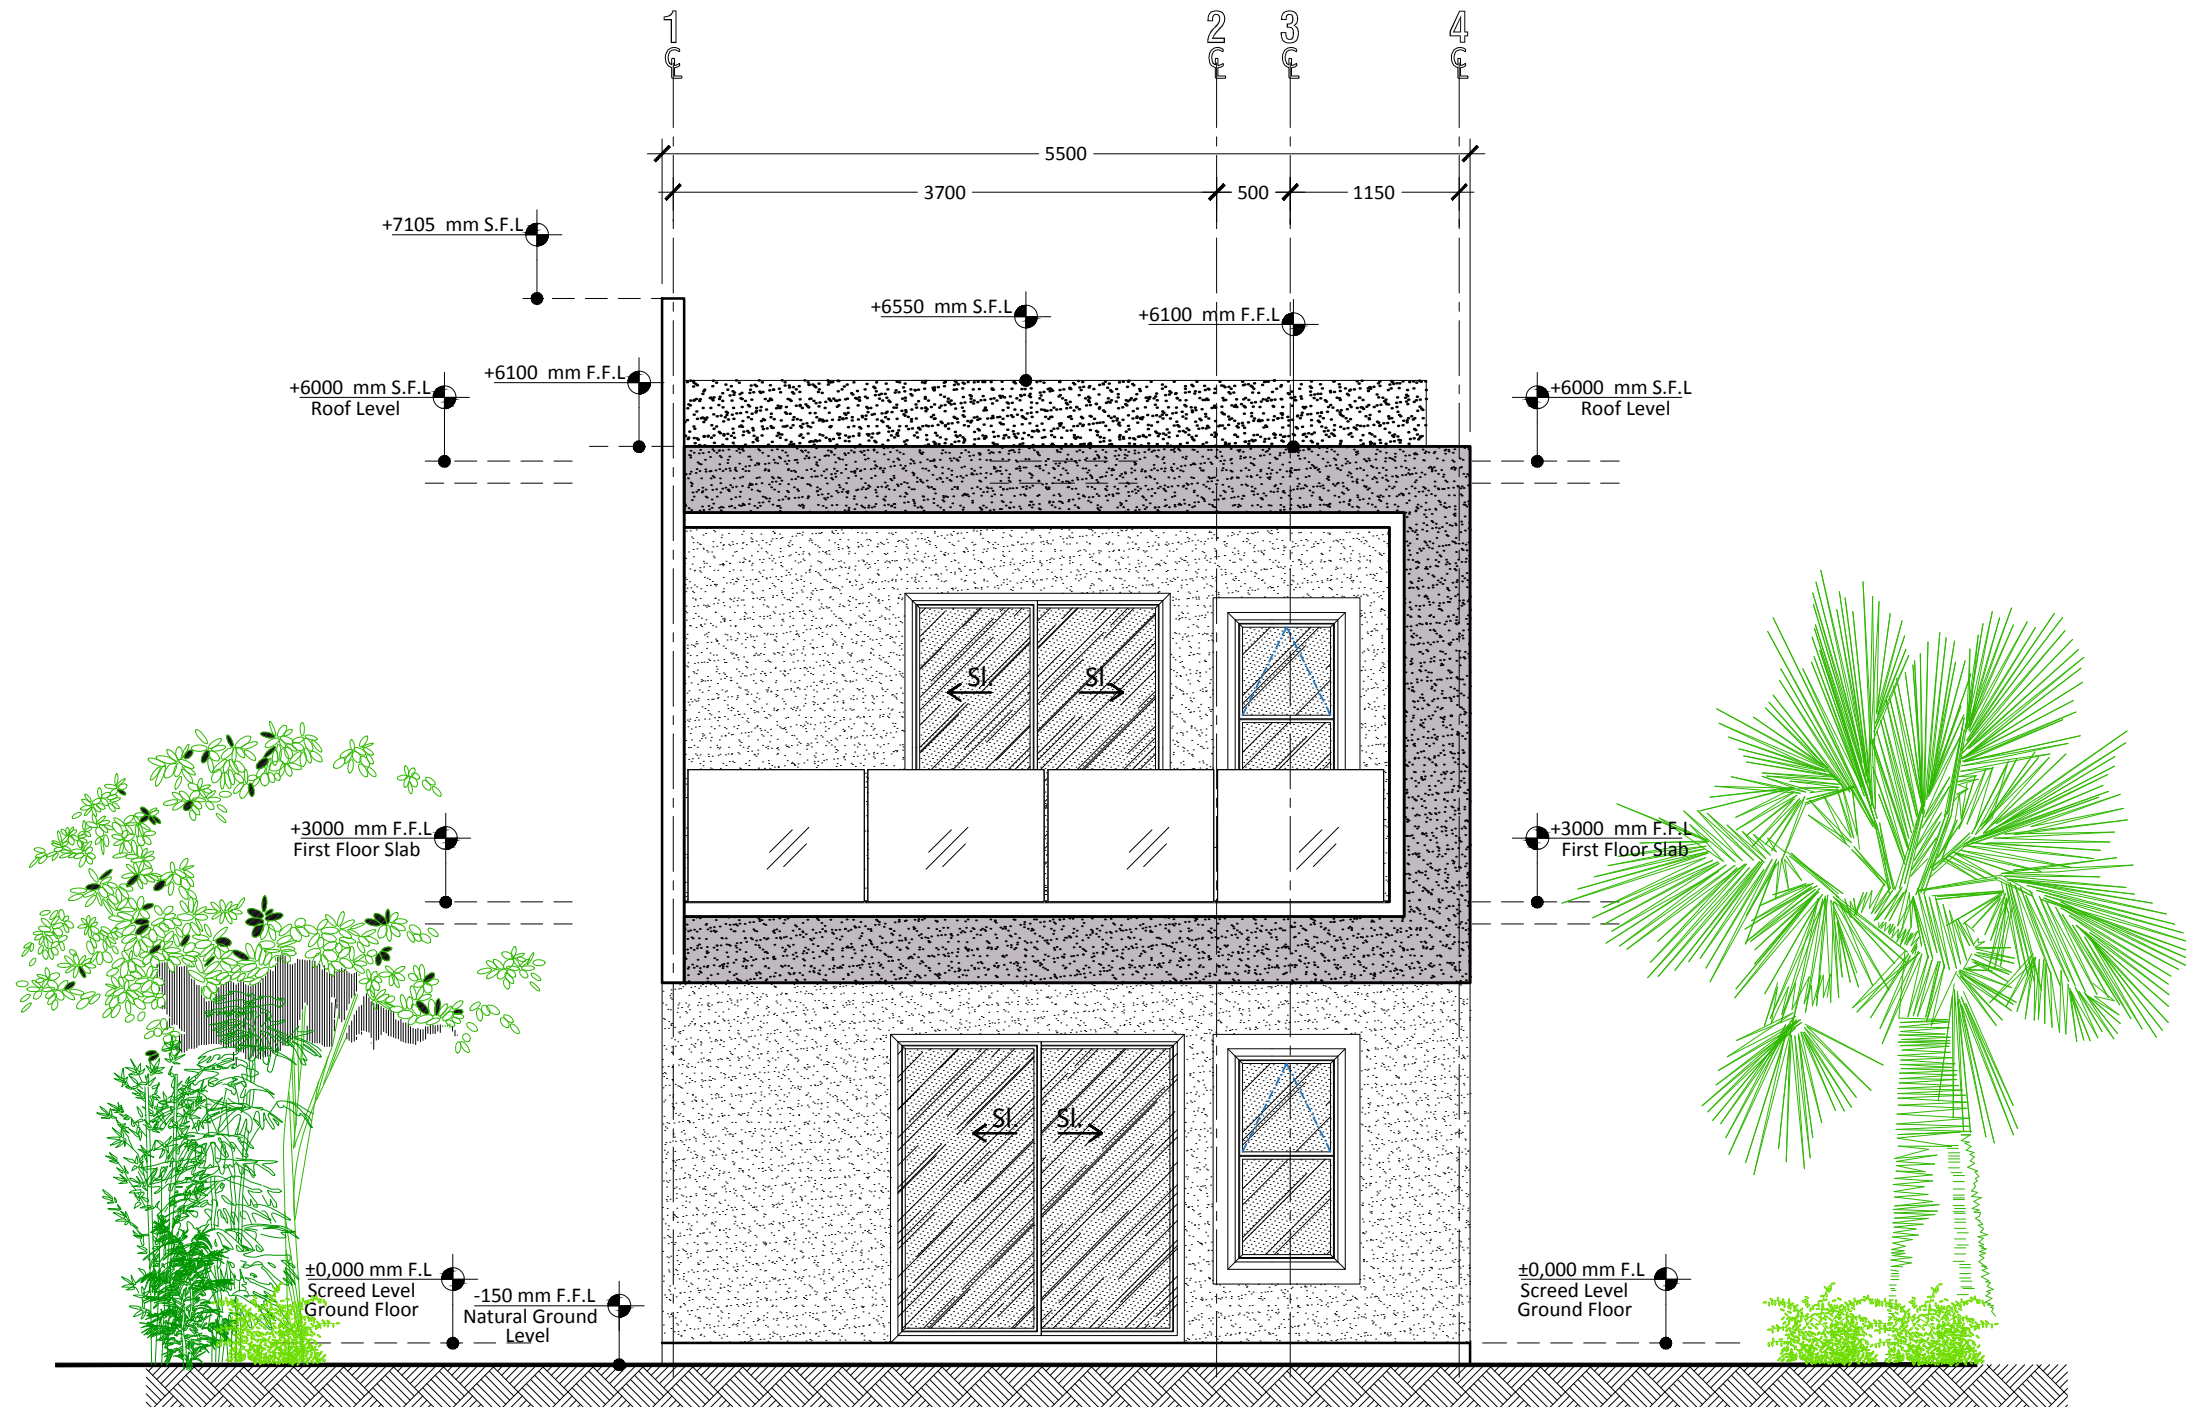 1 2 3 4
℄ ℄ ℄ ℄
5500
3700 500 1150
+7105 mm S.F.L
+6550 mm S.F.L
+6100 mm F.F.L
+6100 mm F.F.L
+6000 mm S.F.L
Roof Level
+6000 mm S.F.L
Roof Level
Sl. Sl.
+3000 mm F.F.L
First Floor Slab
+3000 mm F.F.L
First Floor Slab
Sl. Sl.
±0,000 mm F.L
Screed Level
Ground Floor
-150 mm F.F.L
Natural Ground
Level
±0,000 mm F.L
Screed Level
Ground Floor